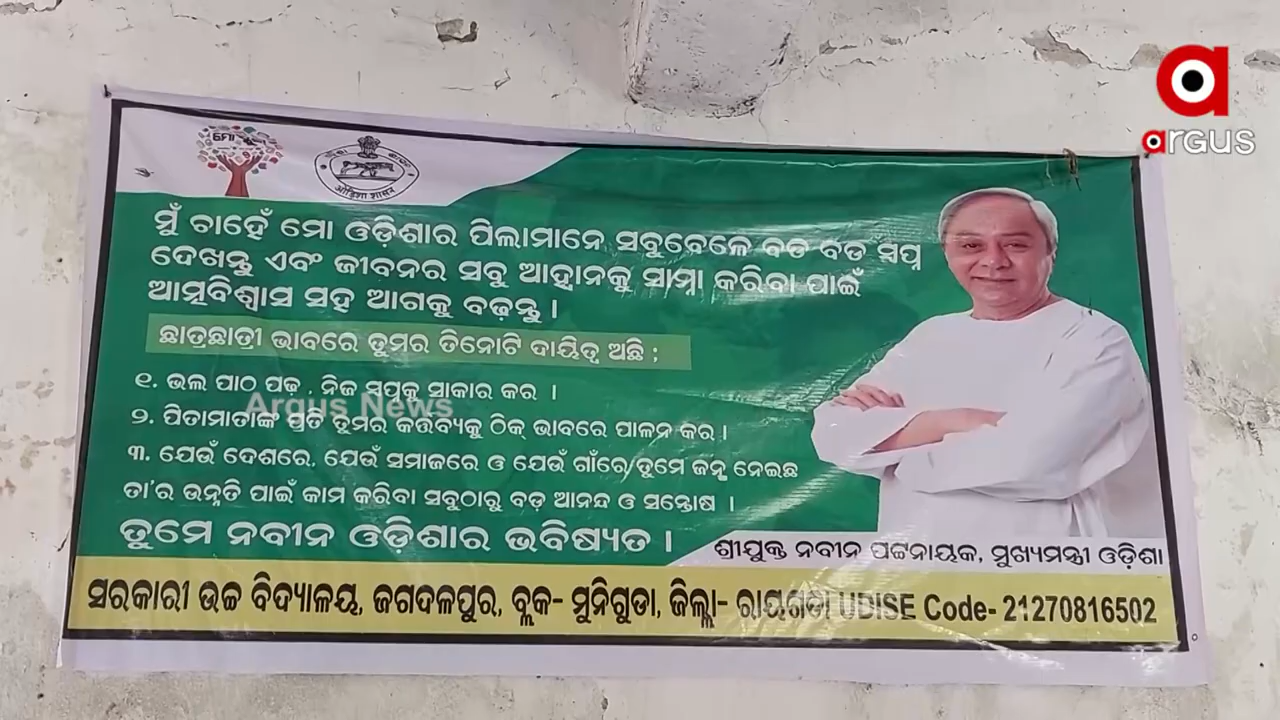 argus
ଓଡ଼ିଶା ଶାସନ
ମୁଁ ଚାହେଁ ମୋ ଓଡ଼ିଶାର ପିଲାମାନେ ସବୁବେଳେ ବଡ ବଡ ସ୍ୱପ୍ନ
ଦେଖନ୍ତୁ ଏବଂ ଜୀବନର ସବୁ ଆହ୍ୱାନକୁ ସାମ୍ନା କରିବା ପାଇଁ
ଆତ୍ମବିଶ୍ୱାସ ସହ ଆଗକୁ ବଢ଼ନ୍ତୁ ।
ଛାତ୍ରଛାତ୍ରୀ ଭାବରେ ତୁମର ତିନୋଟି ଦାୟିତ୍ୱ ଅଛି ;
୧. ଭଲ ପାଠ ପଢ଼ , ନିଜ ସ୍ୱପ୍ନକୁ ସାକାର କର ।
Argus News
୨. ପିତାମାତାଙ୍କ ପ୍ରତି ତୁମର କର୍ତ୍ତବ୍ୟକୁ ଠିକ୍ ଭାବରେ ପାଳନ କର ।
୩. ଯେଉଁ ଦେଶରେ, ଯେଉଁ ସମାଜରେ ଓ ଯେଉଁ ଗାଁରେ ତୁମେ ଜନ୍ମ ନେଇଛ
ତା'ର ଉନ୍ନତି ପାଇଁ କାମ କରିବା ସବୁଠାରୁ ବଡ଼ ଆନନ୍ଦ ଓ ସନ୍ତୋଷ ।
ତୁମେ ନବୀନ ଓଡ଼ିଶାର ଭବିଷ୍ୟତ ।
ଶ୍ରୀଯୁକ୍ତ ନବୀନ ପଟ୍ଟନାୟକ, ମୁଖ୍ୟମନ୍ତ୍ରୀ ଓଡ଼ିଶା
ସରକାରୀ ଉଚ୍ଚ ବିଦ୍ୟାଳୟ, ଜଗଦଳପୁର, ବ୍ଲକ- ମୁନିଗୁଡା, ଜିଲ୍ଲା- ରାୟଗଡା UDISE Code- 21270816502